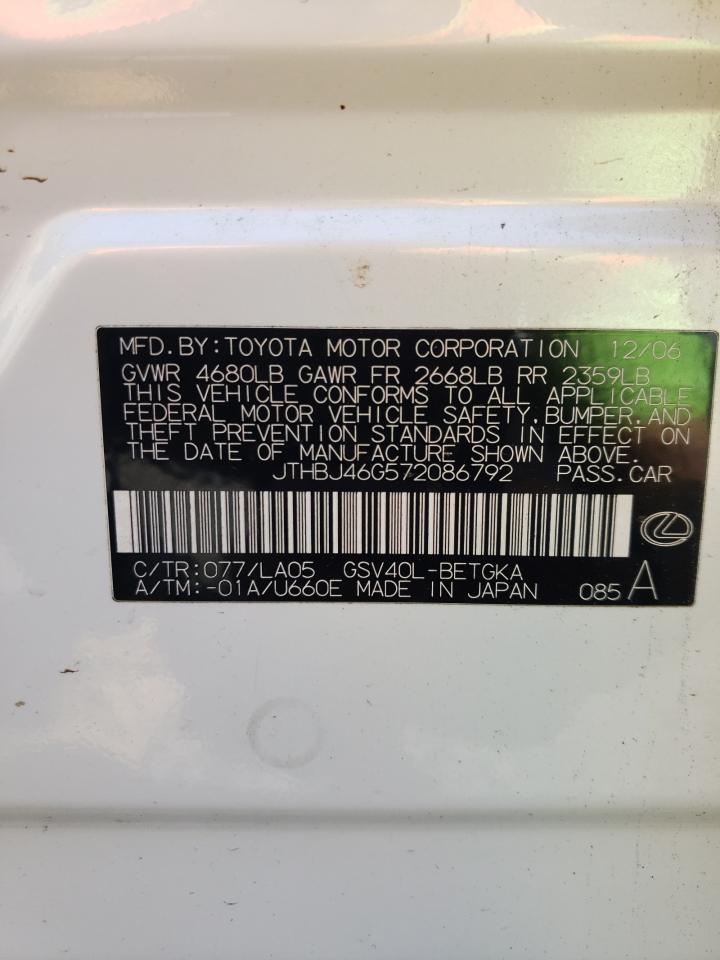 MFD.BY:TOYOTA MOTOR CORPORATION 12/06
GVWR 4680LB GAWR FR 2668LB RR 2359LB
THIS VEHICLE CONFORMS TO ALL APPLICABLE
FEDERAL MOTOR VEHICLE SAFETY,BUMPER,AND
THEFT PREVENTION STANDARDS IN EFFECT ON
THE DATE OF MANUFACTURE SHOWN ABOVE.
JTHBJ46G572086792 PASS.CAR
C/TR:077/LA05 GSV40L-BETGKA
A/TM:-01A/U660E MADE IN JAPAN 085 A